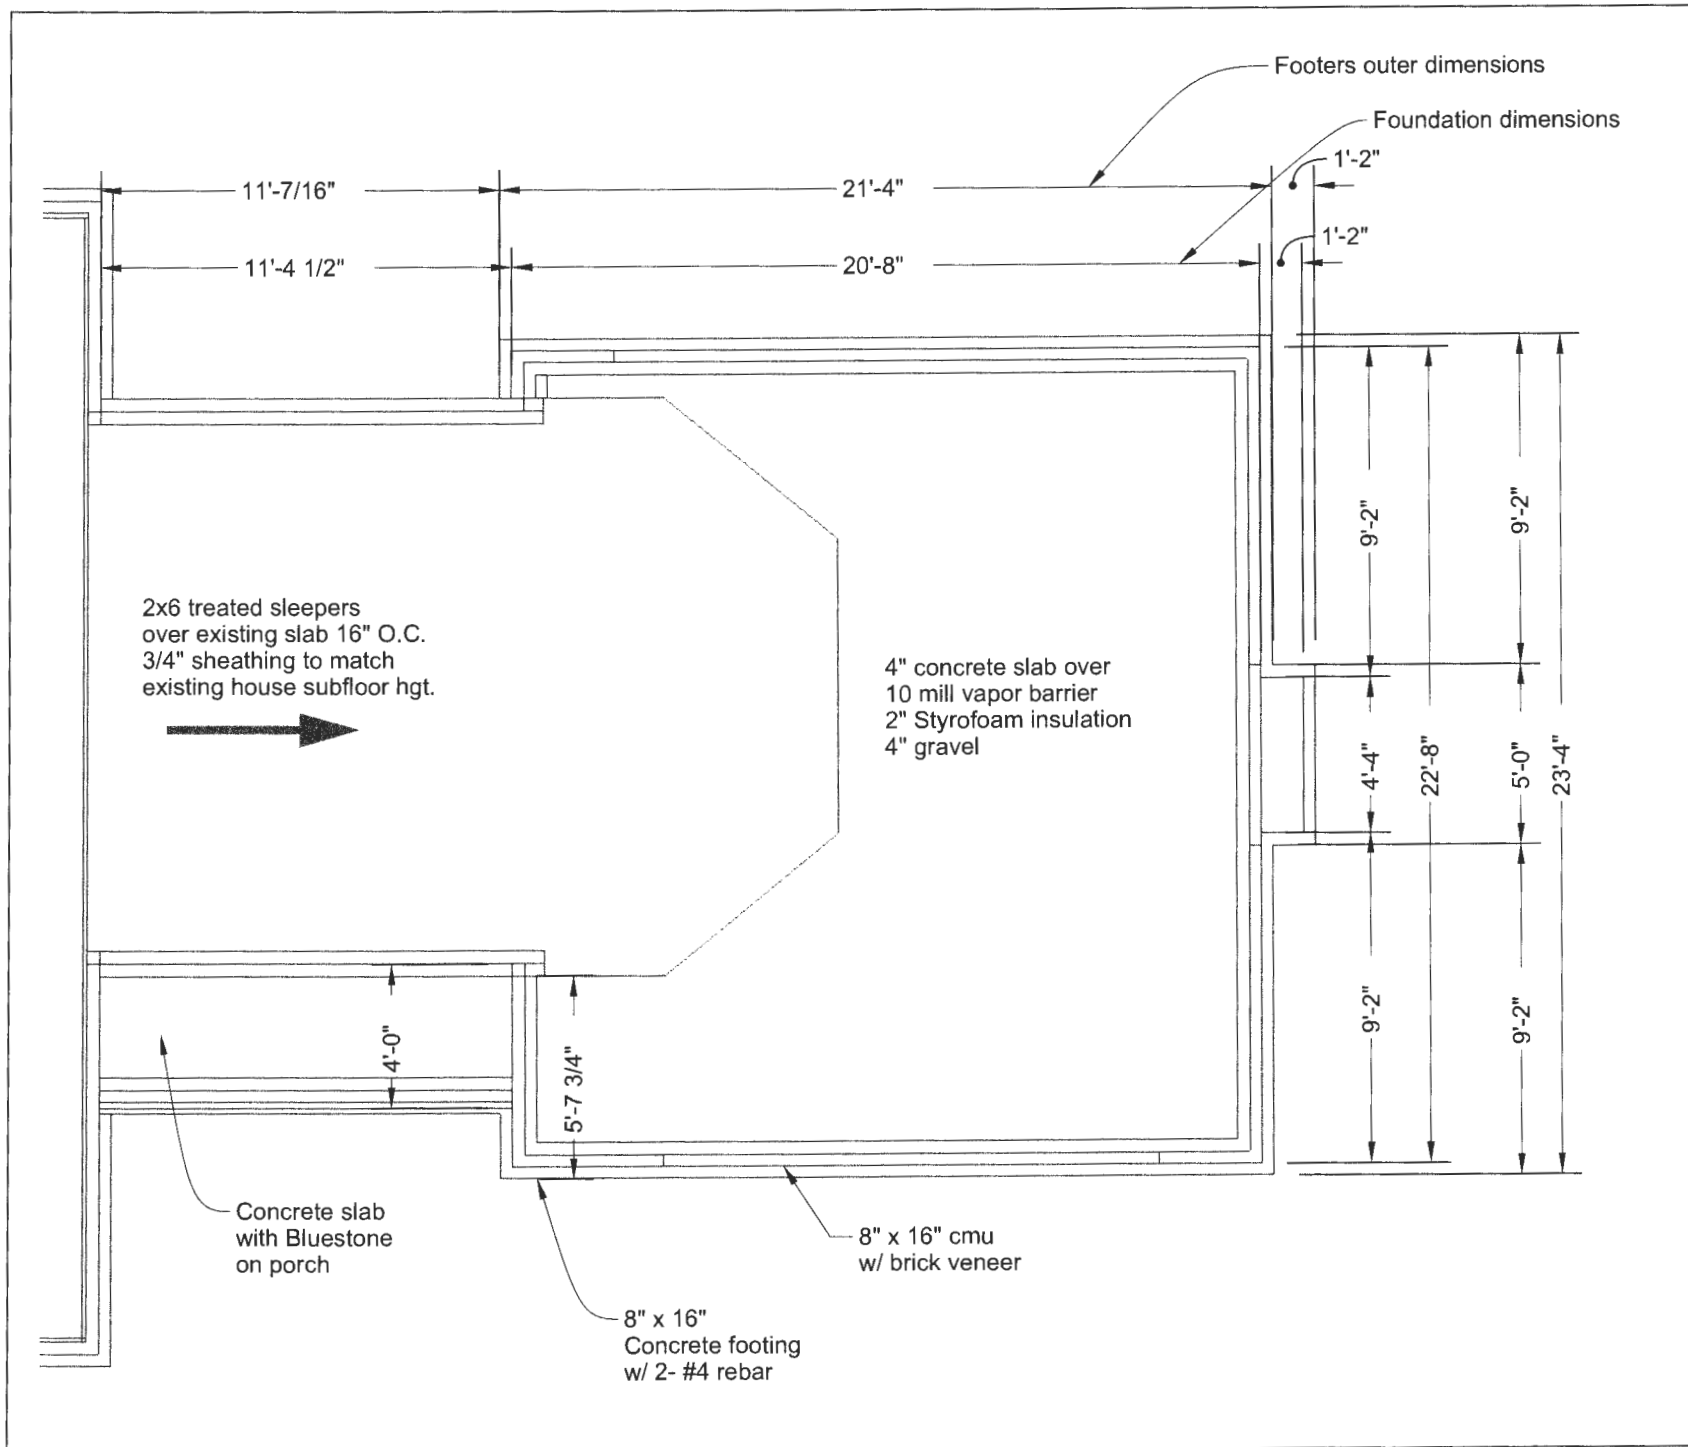 Footers outer dimensions
Foundation dimensions
1'-2"
11'-7/16"
21'-4"
1'-2"
11'-4 1/2"
20'-8"
9'-2"
9'-2"
2x6 treated sleepers
over existing slab 16" O.C.
3/4" sheathing to match
existing house subfloor hgt.
4" concrete slab over
10 mill vapor barrier
2" Styrofoam insulation
4" gravel
4'-4"
22'-8"
5'-0"
23'-4"
9'-2"
9'-2"
4'-0"
5'-7 3/4"
Concrete slab
with Bluestone
on porch
8" x 16" cmu
w/ brick veneer
8" x 16"
Concrete footing
w/ 2- #4 rebar